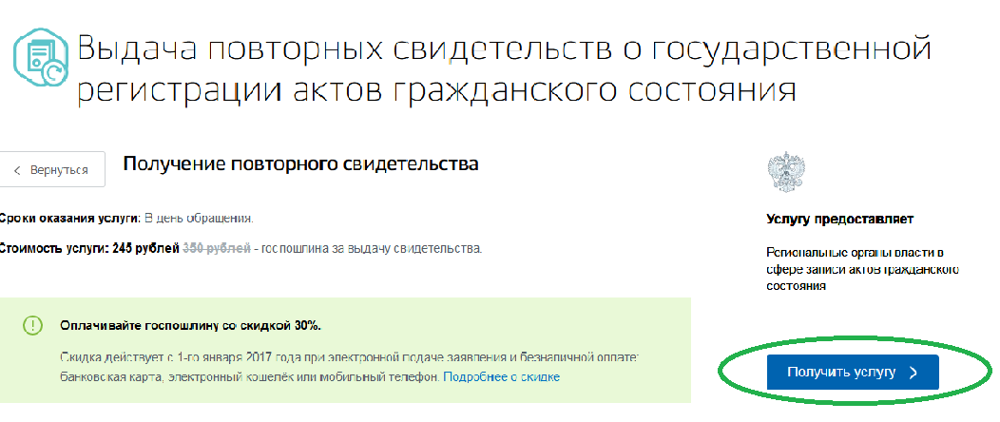 Выдача повторных свидетельств о государственной
регистрации актов гражданского состояния
Вернуться
Получение повторного свидетельства
Сроки оказания услуги: В день обращения.
Стоимость услуги: 245 рублей 350 рублей - госпошлина за выдачу свидетельства.
Оплачивайте госпошлину со скидкой 30%.
Скидка действует с 1-го января 2017 года при электронной подаче заявления и безналичной оплате:
банковская карта, электронный кошелёк или мобильный телефон. Подробнее о скидке
Услугу предоставляет
Региональные органы власти в
сфере записи актов гражданского
состояния
Получить услугу